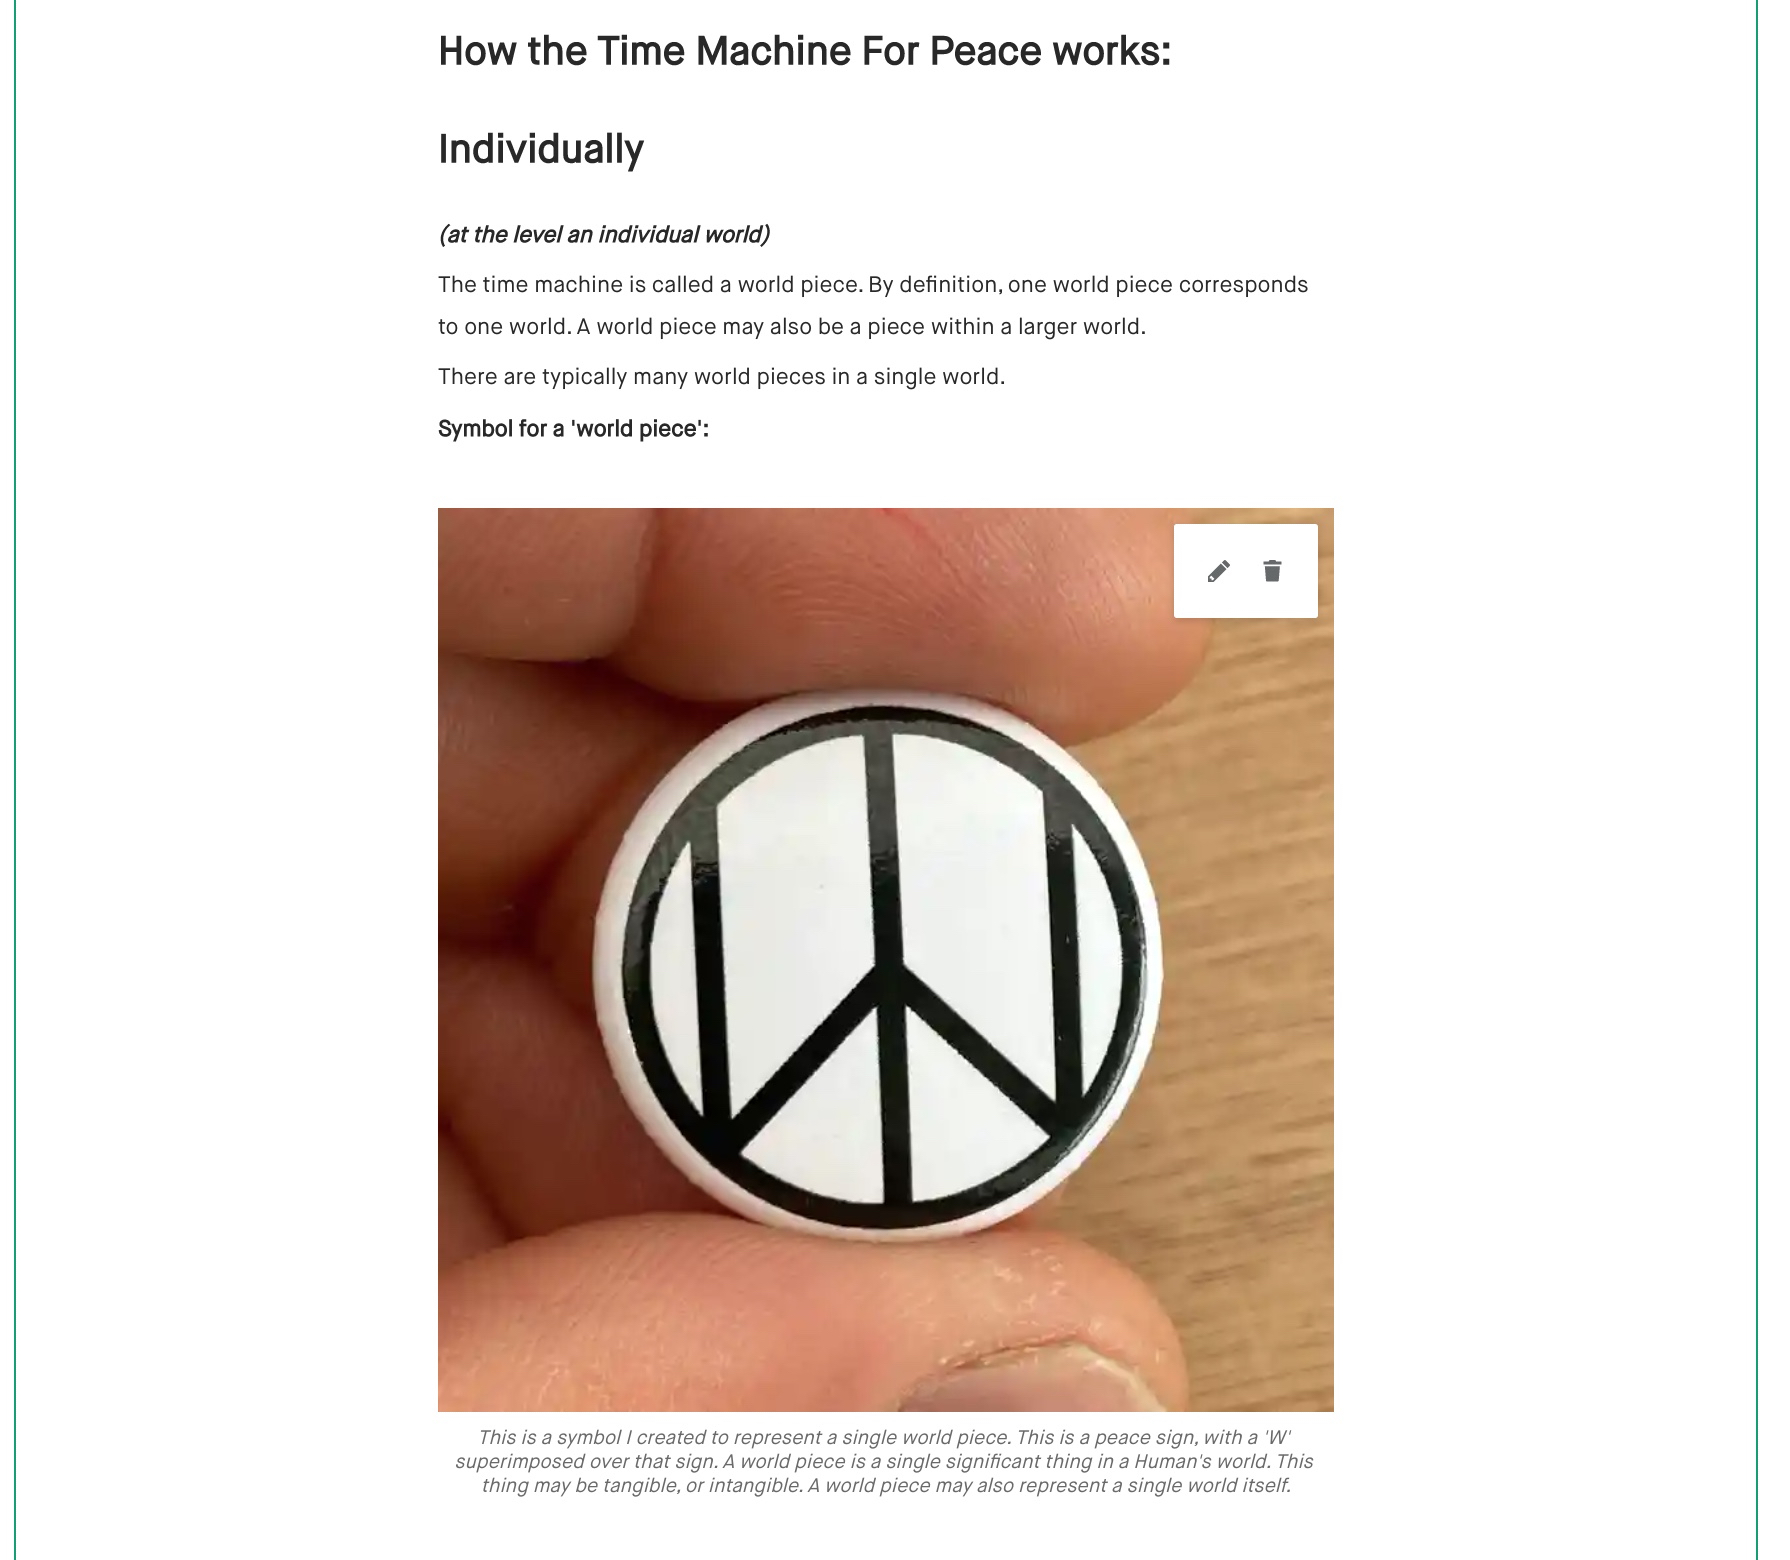 How the Time Machine For Peace works:
Individually
(at the level an individual world)
The time machine is called a world piece. By definition, one world piece corresponds
to one world. A world piece may also be a piece within a larger world.
There are typically many world pieces in a single world.
Symbol for a 'world piece':
This is a symbol I created to represent a single world piece. This is a peace sign, with a 'W'
superimposed over that sign. A world piece is a single significant thing in a Human's world. This
thing may be tangible, or intangible. A world piece may also represent a single world itself.